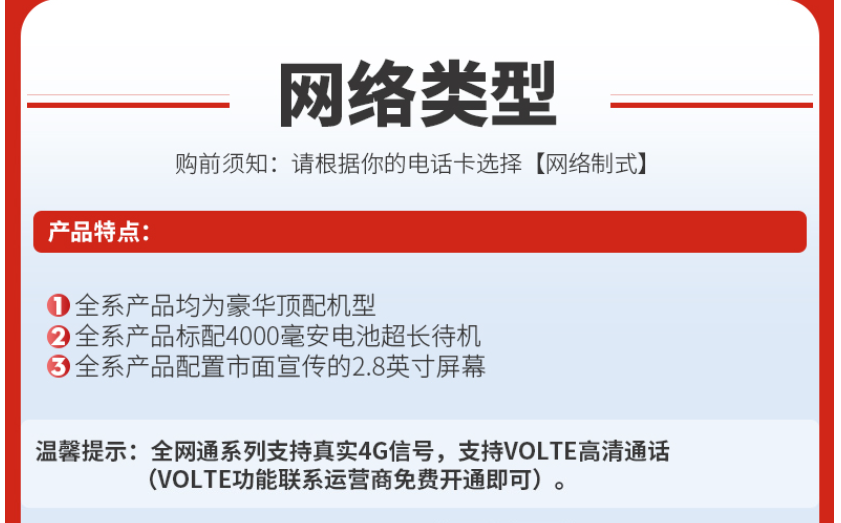 网络类型
购前须知：请根据你的电话卡选择【网络制式】
产品特点：
1 全系产品均为豪华顶配机型
2 全系产品标配4000毫安电池超长待机
3 全系产品配置市面宣传的2.8英寸屏幕
温馨提示：全网通系列支持真实4G信号，支持VOLTE高清通话
（VOLTE功能联系运营商免费开通即可）。